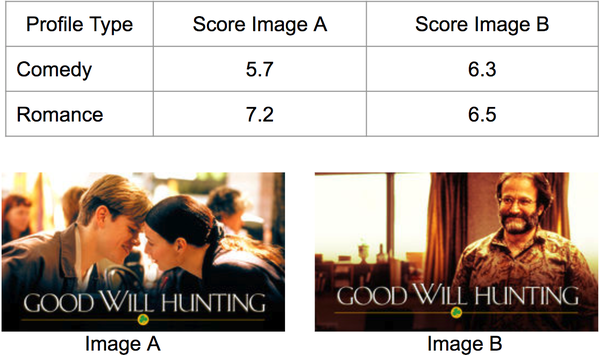 Profile Type Score Image A Score Image B
Comedy 5.7 6.3
Romance 7.2 6.5
GOOD WILL HUNTING GOOD WILL HUNTING
Image A Image B